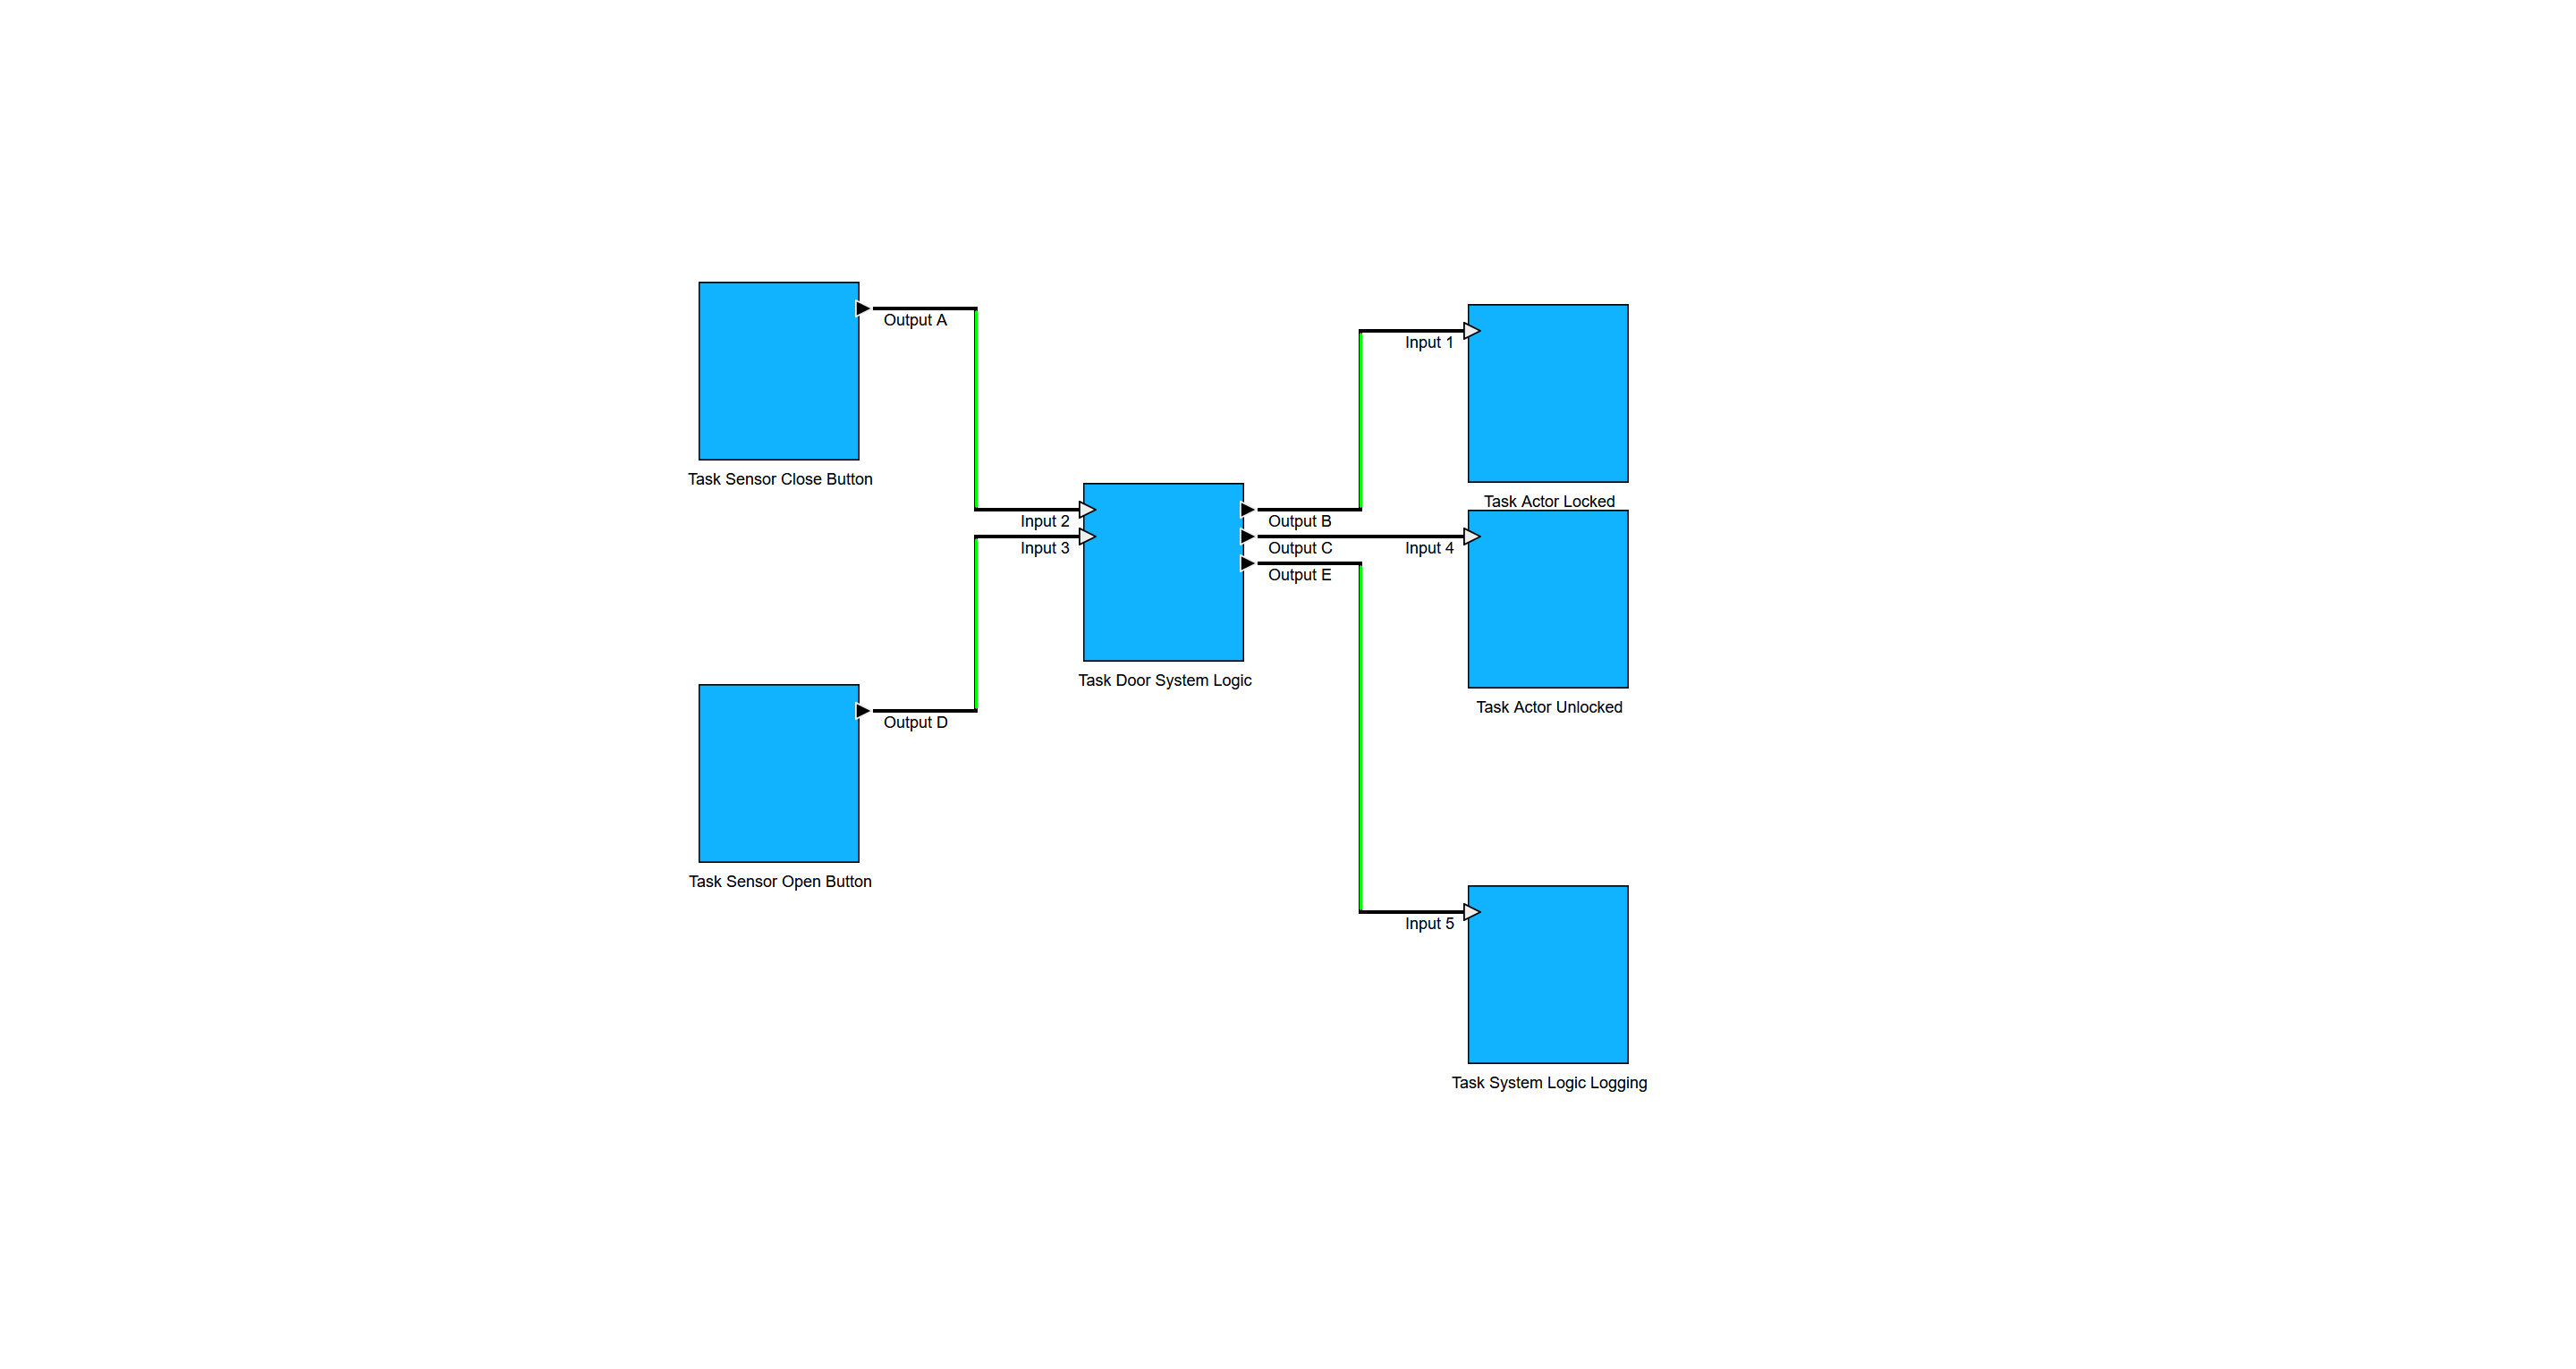 Output A
Input 1
Task Sensor Close Button
Task Actor Locked
Input 2
Output B
Input 3
Output C
Input 4
Output E
Task Door System Logic
Task Actor Unlocked
Output D
Task Sensor Open Button
Input 5
Task System Logic Logging